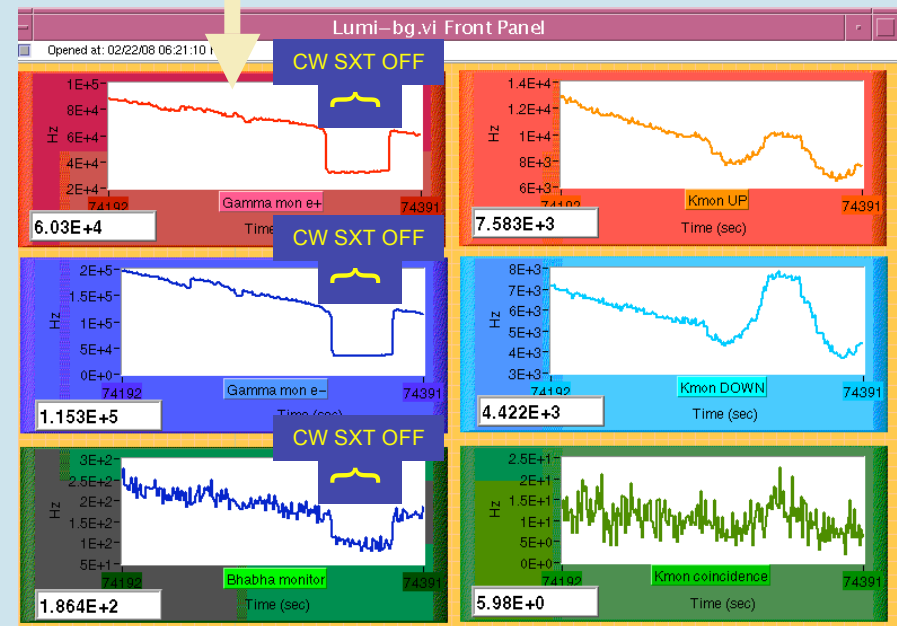 Lumi-bg.vi Front Panel
Opened at: 02/22/08 06:21:10
CW SXT OFF
1E+5
8E+4
6E+4
4E+4
2E+4
Hz
74192
Gamma mon e+
74391
6.03E+4
1.4E+4
1.2E+4
1E+4
8E+3
6E+3
Hz
74192
Kmon UP
74391
7.583E+3
Time (sec)
CW SXT OFF
2E+5
1.5E+5
1E+5
5E+4
0E+0
Hz
74192
Gamma mon e-
74391
Time (sec)
1.153E+5
8E+3
7E+3
6E+3
5E+3
4E+3
3E+3
Hz
74192
Kmon DOWN
74391
4.422E+3
Time (sec)
CW SXT OFF
3E+2
2.5E+2
2E+2
1.5E+2
1E+2
5E+1
Hz
74192
Bhabha monitor
74391
1.864E+2
Time (sec)
2.5E+1
2E+1
1.5E+1
1E+1
5E+0
0E+0
Hz
74192
Kmon coincidence
74391
5.98E+0
Time (sec)